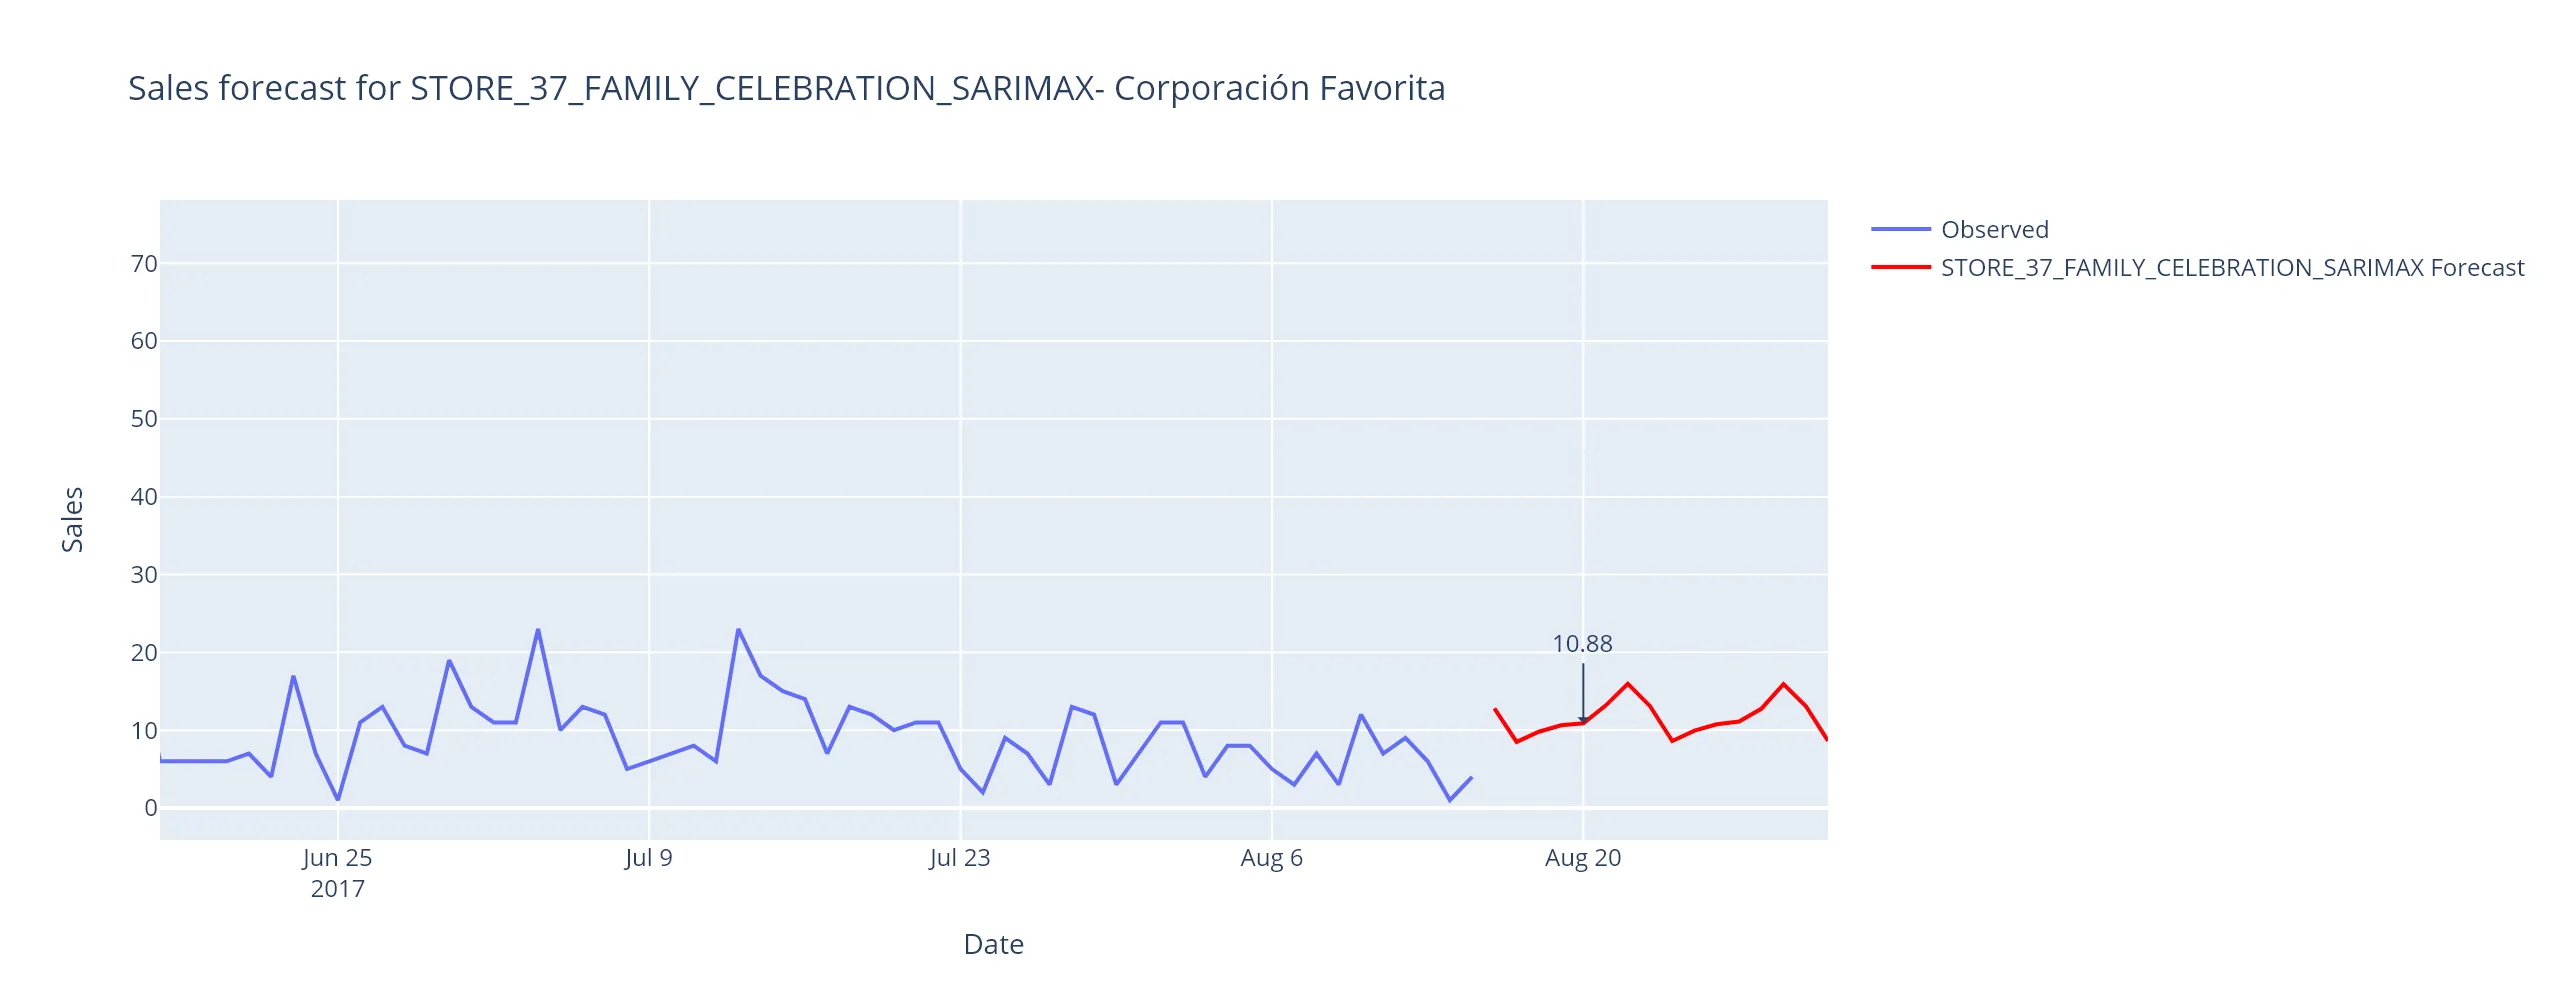 Sales forecast for STORE_37_FAMILY_CELEBRATION_SARIMAX- Corporación Favorita
Observed
STORE_37_FAMILY_CELEBRATION_SARIMAX Forecast
70
60
50
40
30
20
10
0
Sales
10.88
Jun 25
2017
Jul 9
Jul 23
Aug 6
Aug 20
Date